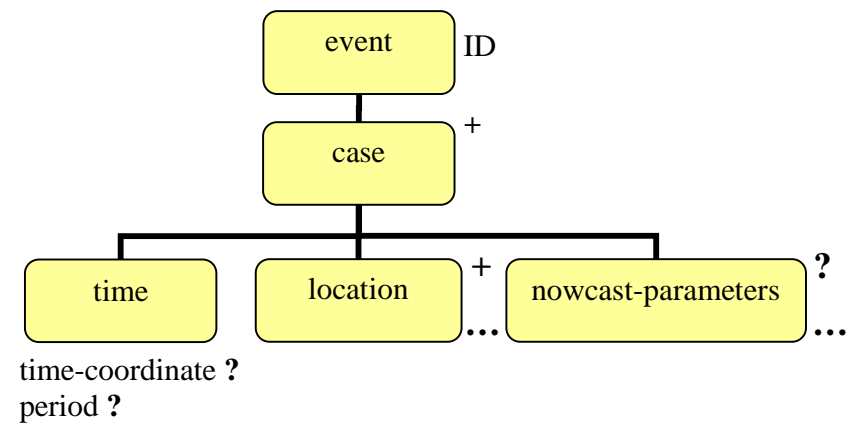 event ID
+
case
time location + nowcast-parameters ?
... ...
time-coordinate ?
period ?